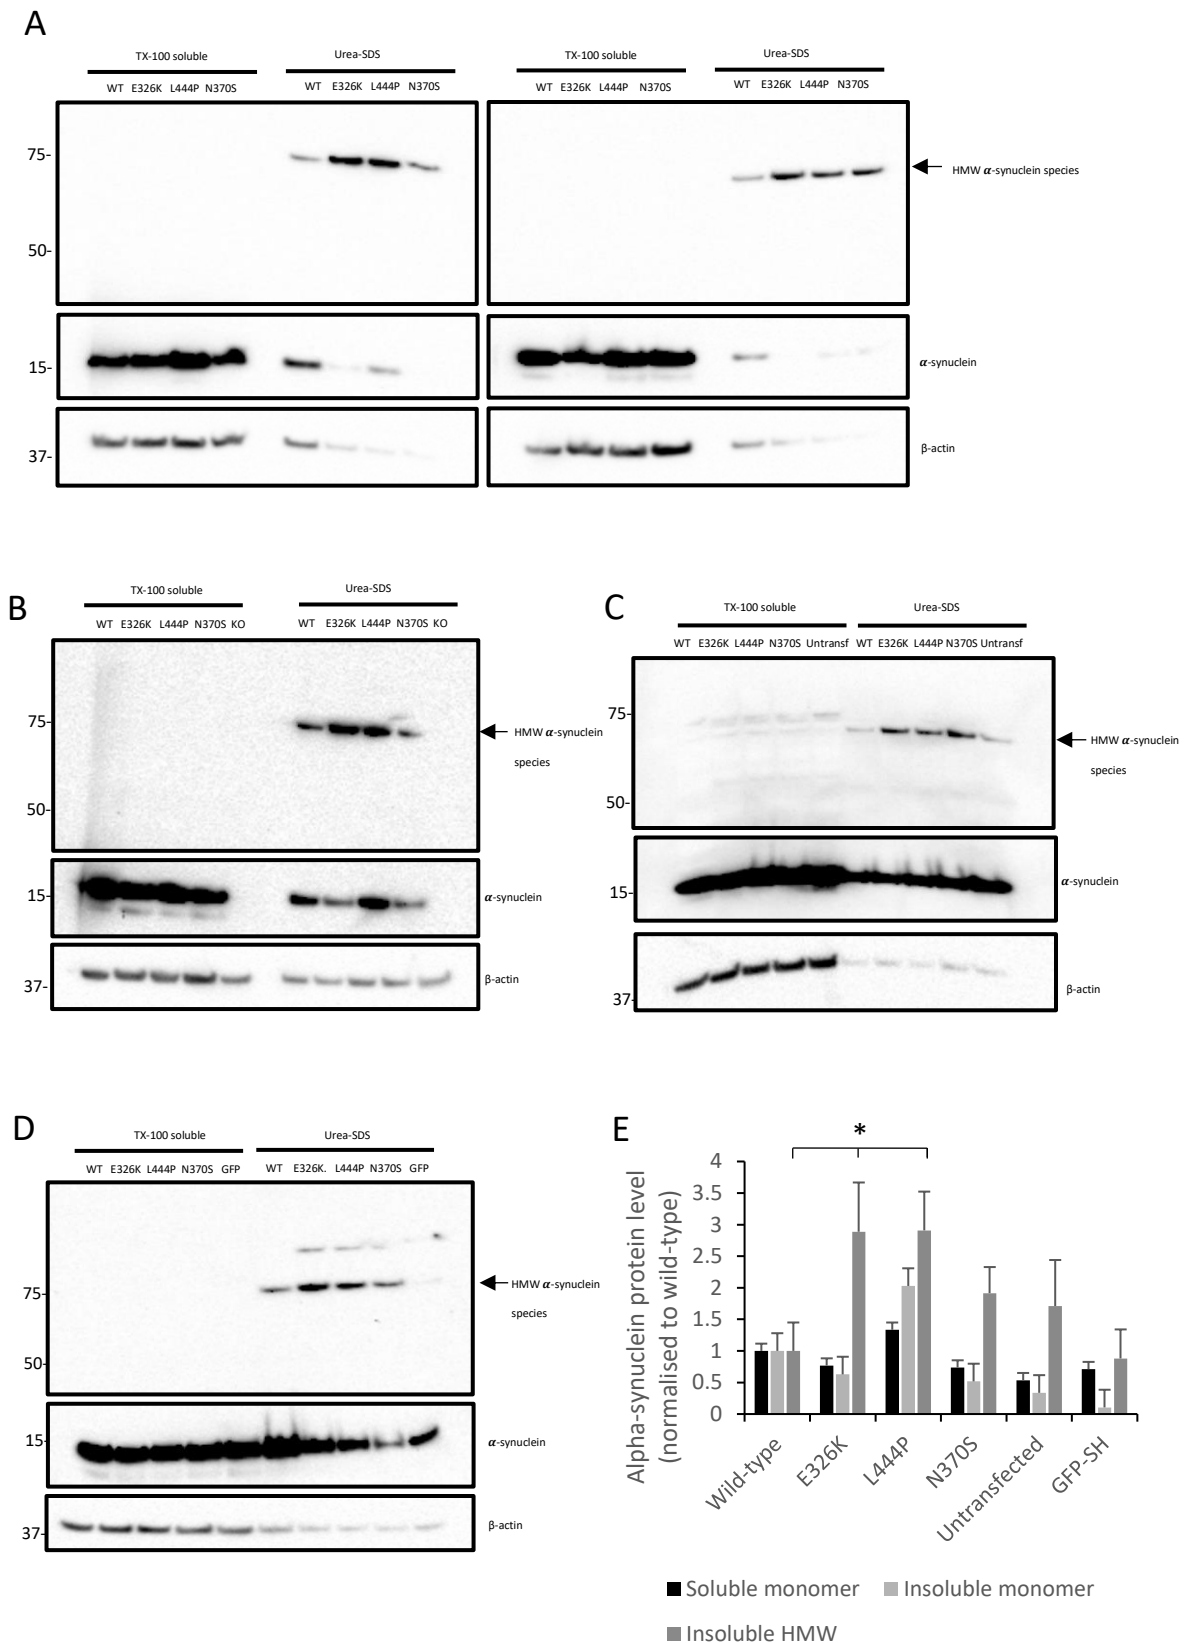 A
TX-100 soluble
Urea-SDS
TX-100 soluble
Urea-SDS
WT E326K L444P N370S
WT E326K L444P N370S
WT E326K L444P N370S
WT E326K L444P N370S
75-
HMW α-synuclein species
50-
15-
α-synuclein
37-
β-actin
B
TX-100 soluble
Urea-SDS
WT E326K L444P N370S KO
WT E326K L444P N370S KO
75-
HMW α-synuclein
species
50-
15-
α-synuclein
37-
β-actin
C
TX-100 soluble
Urea-SDS
WT E326K L444P N370S Untransf
WT E326K L444P N370S Untransf
75-
HMW α-synuclein
species
50-
15-
α-synuclein
37-
β-actin
D
TX-100 soluble
Urea-SDS
WT E326K L444P N370S GFP
WT E326K. L444P N370S GFP
75-
HMW α-synuclein
species
50-
15-
α-synuclein
37-
β-actin
E
*
Alpha-synuclein protein level
(normalised to wild-type)
4
3.5
3
2.5
2
1.5
1
0.5
0
Wild-type
E326K
L444P
N370S
Untransfected
GFP-SH
Soluble monomer
Insoluble monomer
Insoluble HMW